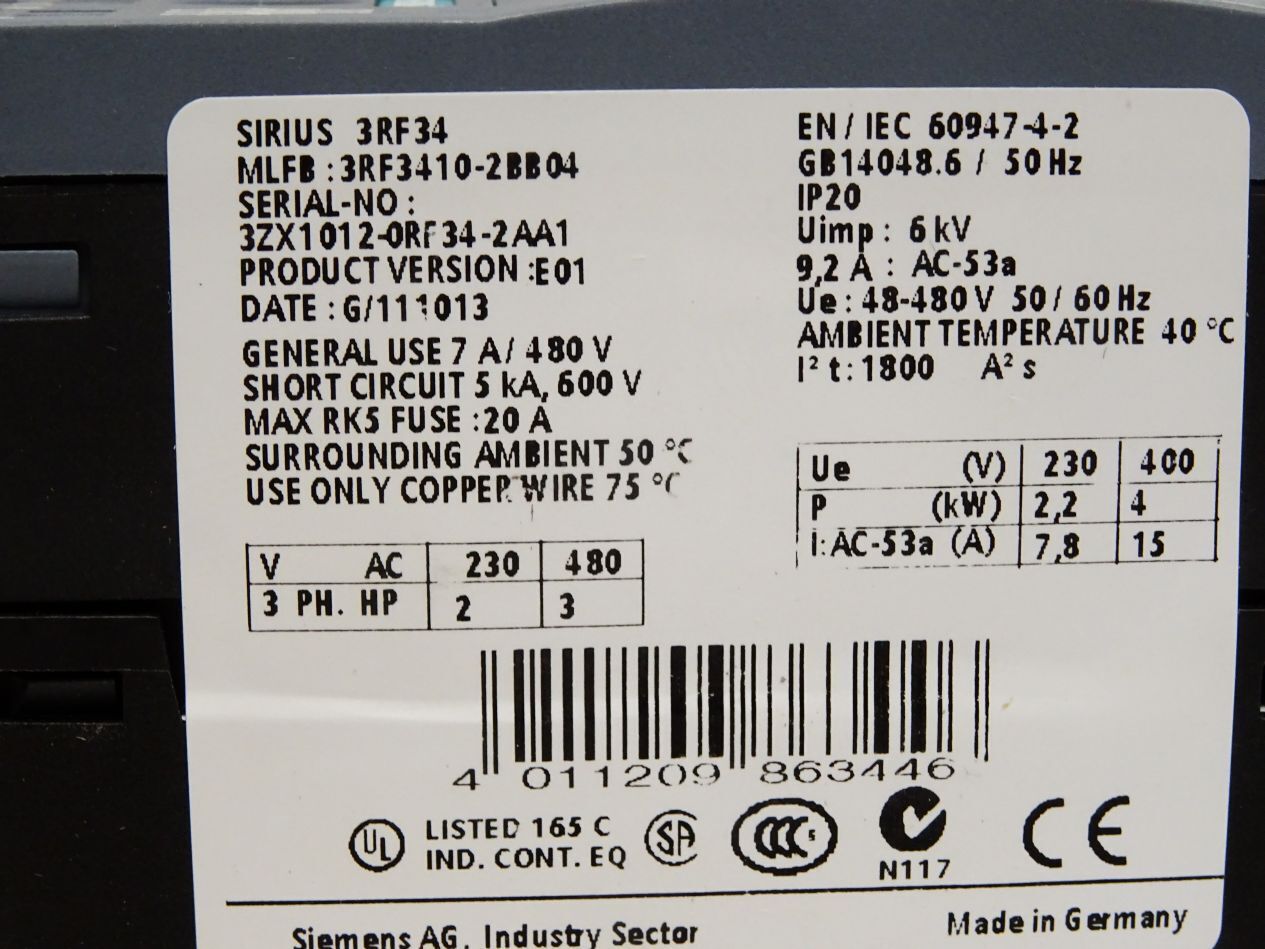 SIRIUS 3RF34
MLFB : 3RF3410-2BB04
SERIAL-NO :
3ZX1012-0RF34-2AA1
PRODUCT VERSION :E01
DATE : G/111013
GENERAL USE 7 A/ 480 V
SHORT CIRCUIT 5 kA, 600 V
MAX RK5 FUSE :20 A
SURROUNDING AMBIENT 50 °C
USE ONLY COPPER WIRE 75 °C
V AC 230 480
3 PH. HP 2 3
EN / IEC 60947-4-2
GB14048.6 / 50 Hz
IP20
Uimp : 6 kV
9,2 A : AC-53a
Ue : 48-480 V 50 / 60 Hz
AMBIENT TEMPERATURE 40 °C
I² t : 1800 A² s
Ue (V) 230 400
P (kW) 2,2 4
I: AC-53a (A) 7,8 15
4 011209 863446
UL LISTED 165 C
IND. CONT. EQ
SA
CCC S
N117
CE
Siemens AG, Industry Sector
Made in Germany